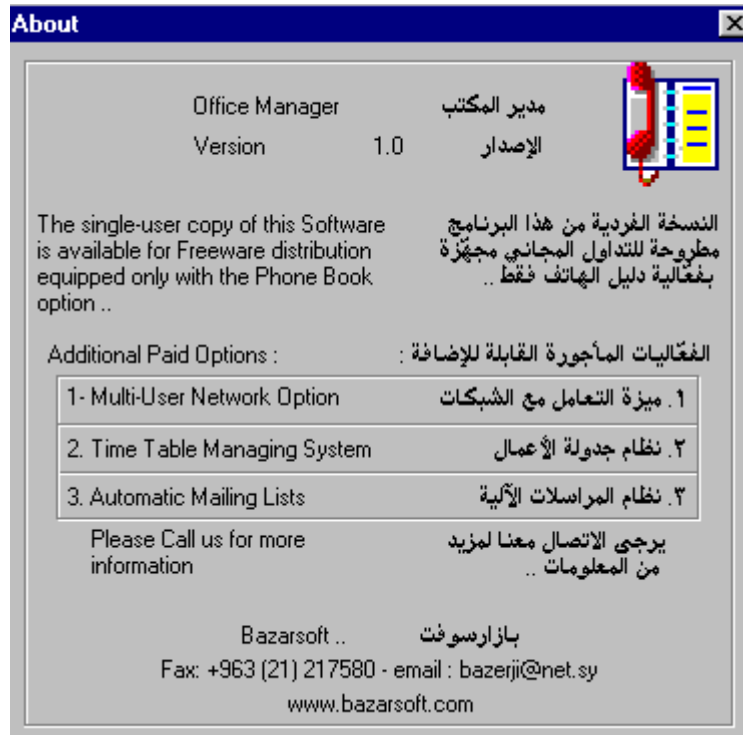 About
Office Manager مدير المكتب
Version 1.0 الإصدار
The single-user copy of this Software
is available for Freeware distribution
equipped only with the Phone Book
option ..
النسخة الفردية من هذا البرنامج
مطروحة للتداول المجاني مجهّزة
بفعّالية دليل الهاتف فقط ..
Additional Paid Options : الفعّاليات المأجورة القابلة للإضافة :
1- Multi-User Network Option ١. ميزة التعامل مع الشبكات
2. Time Table Managing System ٢. نظام جدولة الأعمال
3. Automatic Mailing Lists ٣. نظام المراسلات الآلية
Please Call us for more
information
يرجى الاتصال معنا لمزيد
من المعلومات ..
Bazarsoft .. بازارسوفت
Fax: +963 (21) 217580 - email : bazerji@net.sy
www.bazarsoft.com